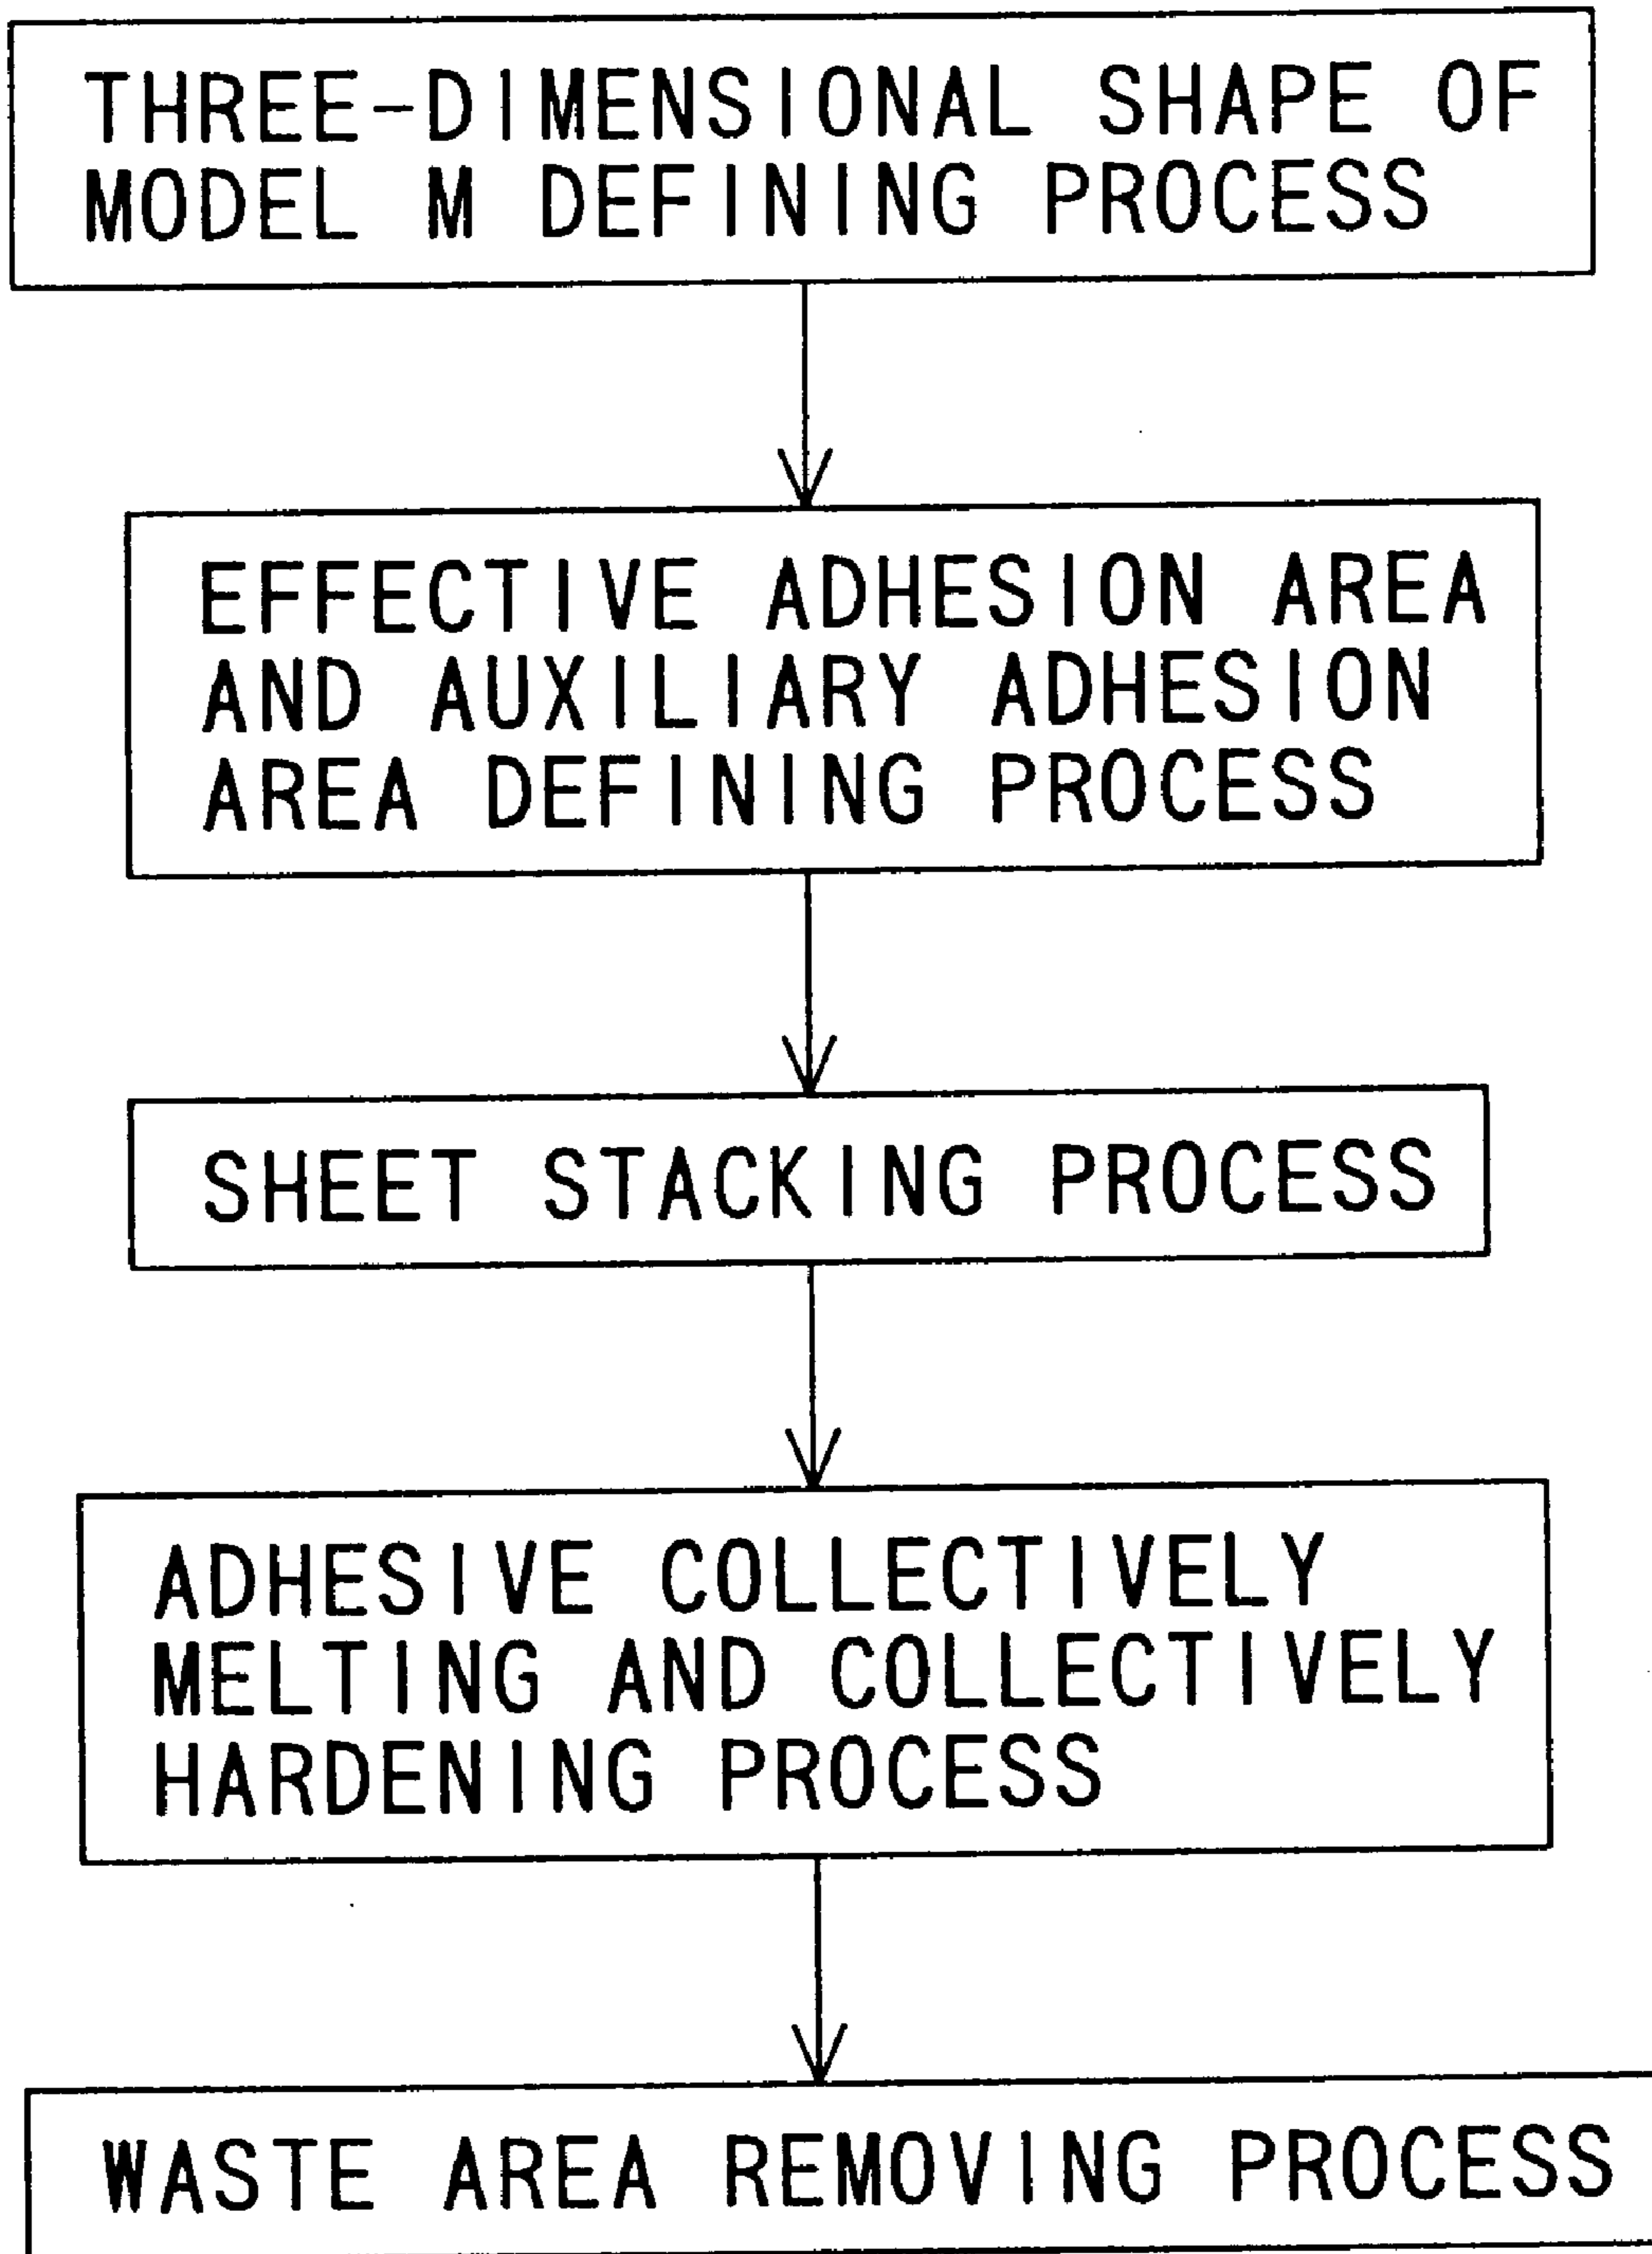 THREE-DIMENSIONAL SHAPE OF
MODEL M DEFINING PROCESS
EFFECTIVE ADHESION AREA
AND AUXILIARY ADHESION
AREA DEFINING PROCESS
SHEET STACKING PROCESS
ADHESIVE COLLECTIVELY
MELTING AND COLLECTIVELY
HARDENING PROCESS
WASTE AREA REMOVING PROCESS